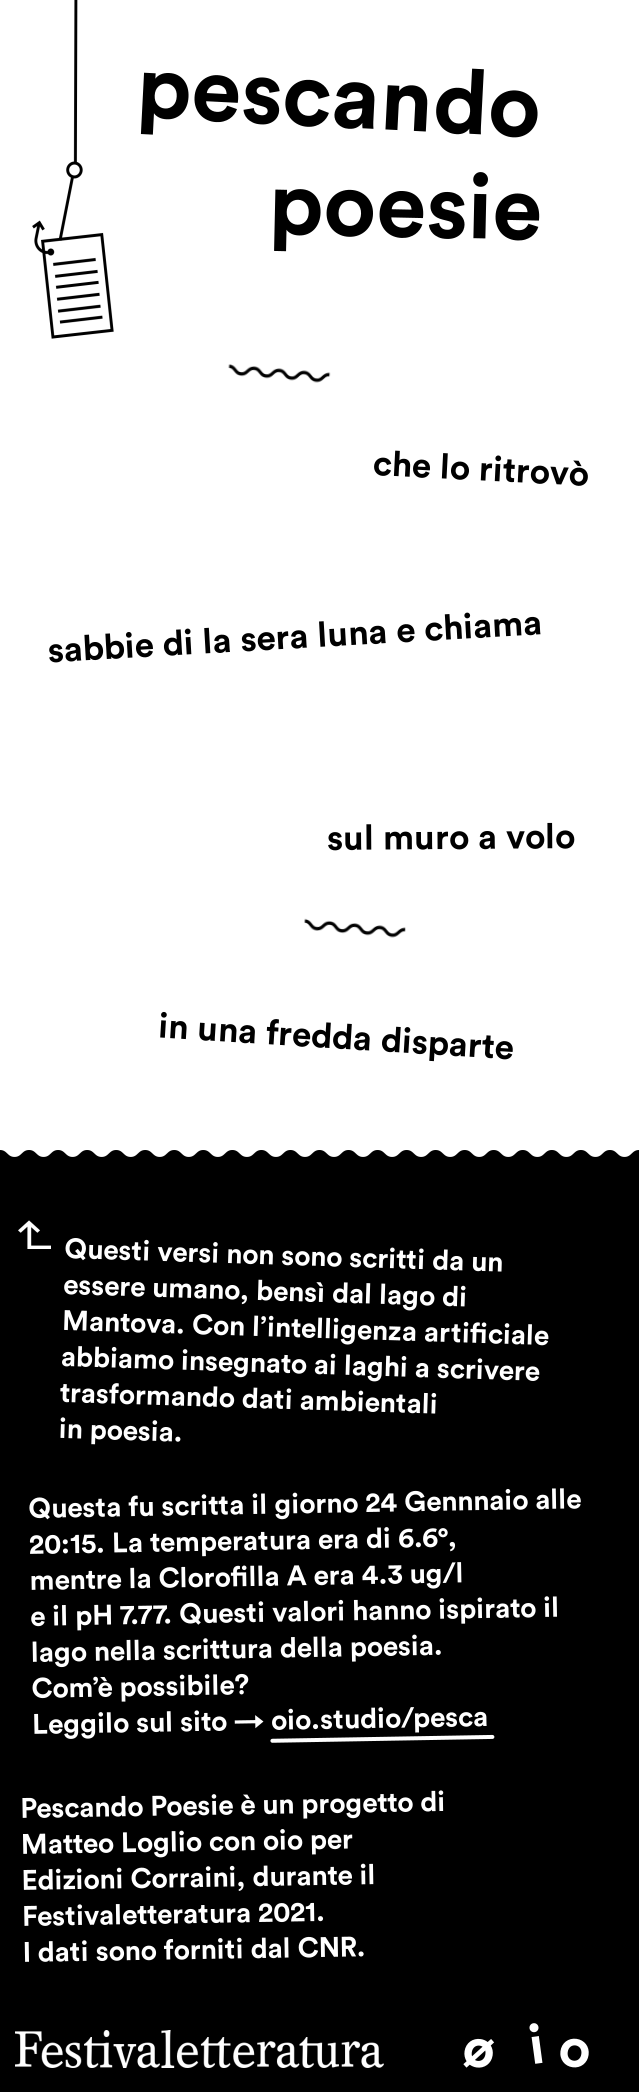 pescando
poesie
che lo ritrovò
sabbie di la sera luna e chiama
sul muro a volo
in una fredda disparte
Questi versi non sono scritti da un
essere umano, bensì dal lago di
Mantova. Con l’intelligenza artificiale
abbiamo insegnato ai laghi a scrivere
trasformando dati ambientali
in poesia.
Questa fu scritta il giorno 24 Gennnaio alle
20:15. La temperatura era di 6.6°,
mentre la Clorofilla A era 4.3 ug/l
e il pH 7.77. Questi valori hanno ispirato il
lago nella scrittura della poesia.
Com’è possibile?
Leggilo sul sito → oio.studio/pesca
Pescando Poesie è un progetto di
Matteo Loglio con oio per
Edizioni Corraini, durante il
Festivaletteratura 2021.
I dati sono forniti dal CNR.
Festivaletteratura ø i o